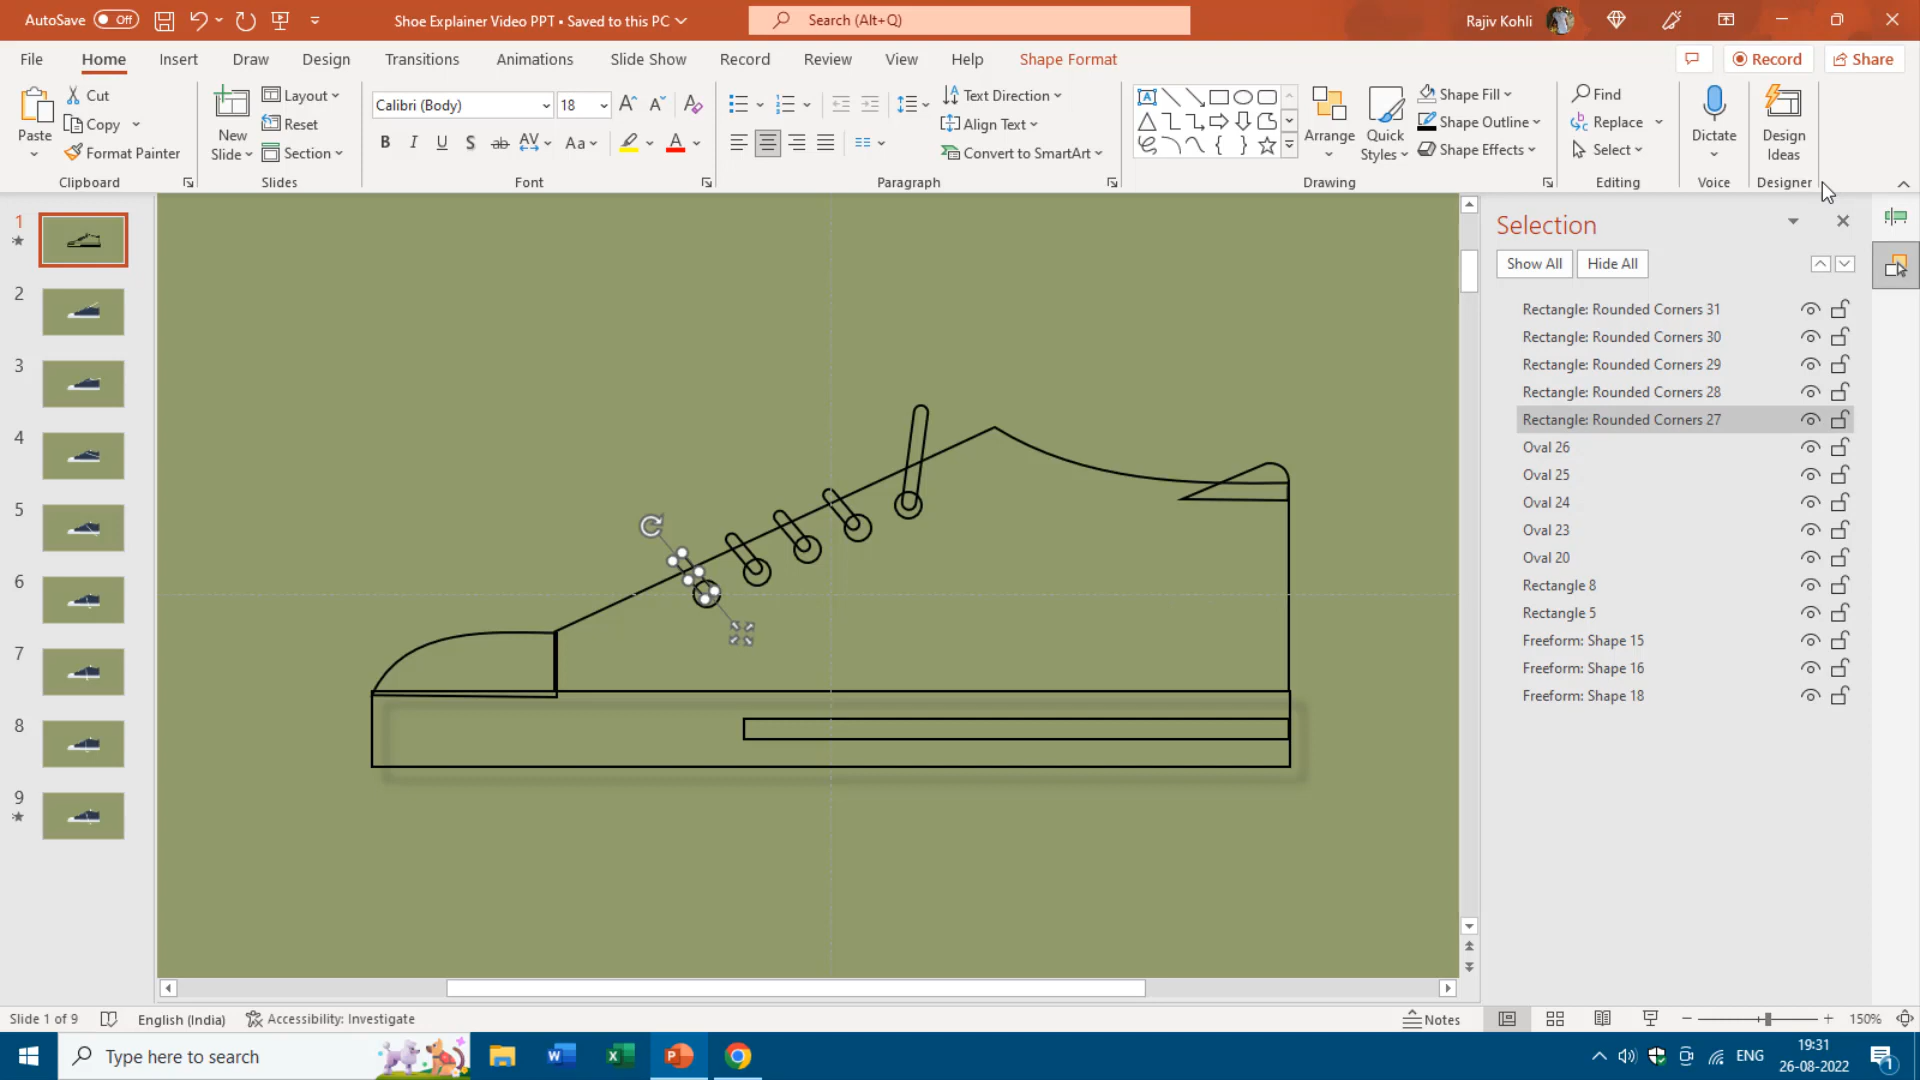 AutoSave Off
Shoe Explainer Video PPT • Saved to this PC
Search (Alt+Q)
Rajiv Kohli
File Home Insert Draw Design Transitions Animations Slide Show Record Review View Help Shape Format
Record
Share
Paste
Cut
Copy
Format Painter
Clipboard
New Slide
Layout
Reset
Section
Slides
Calibri (Body) 18
B I U S ab AV Aa A
Font
Text Direction
Align Text
Convert to SmartArt
Paragraph
Arrange
Quick Styles
Shape Fill
Shape Outline
Shape Effects
Drawing
Find
Replace
Select
Editing
Dictate
Voice
Design Ideas
Designer
1
2
3
4
5
6
7
8
9
Selection
Show All Hide All
Rectangle: Rounded Corners 31
Rectangle: Rounded Corners 30
Rectangle: Rounded Corners 29
Rectangle: Rounded Corners 28
Rectangle: Rounded Corners 27
Oval 26
Oval 25
Oval 24
Oval 23
Oval 20
Rectangle 8
Rectangle 5
Freeform: Shape 15
Freeform: Shape 16
Freeform: Shape 18
Slide 1 of 9 English (India) Accessibility: Investigate Notes 150%
Type here to search
ENG
19:31
26-08-2022
1